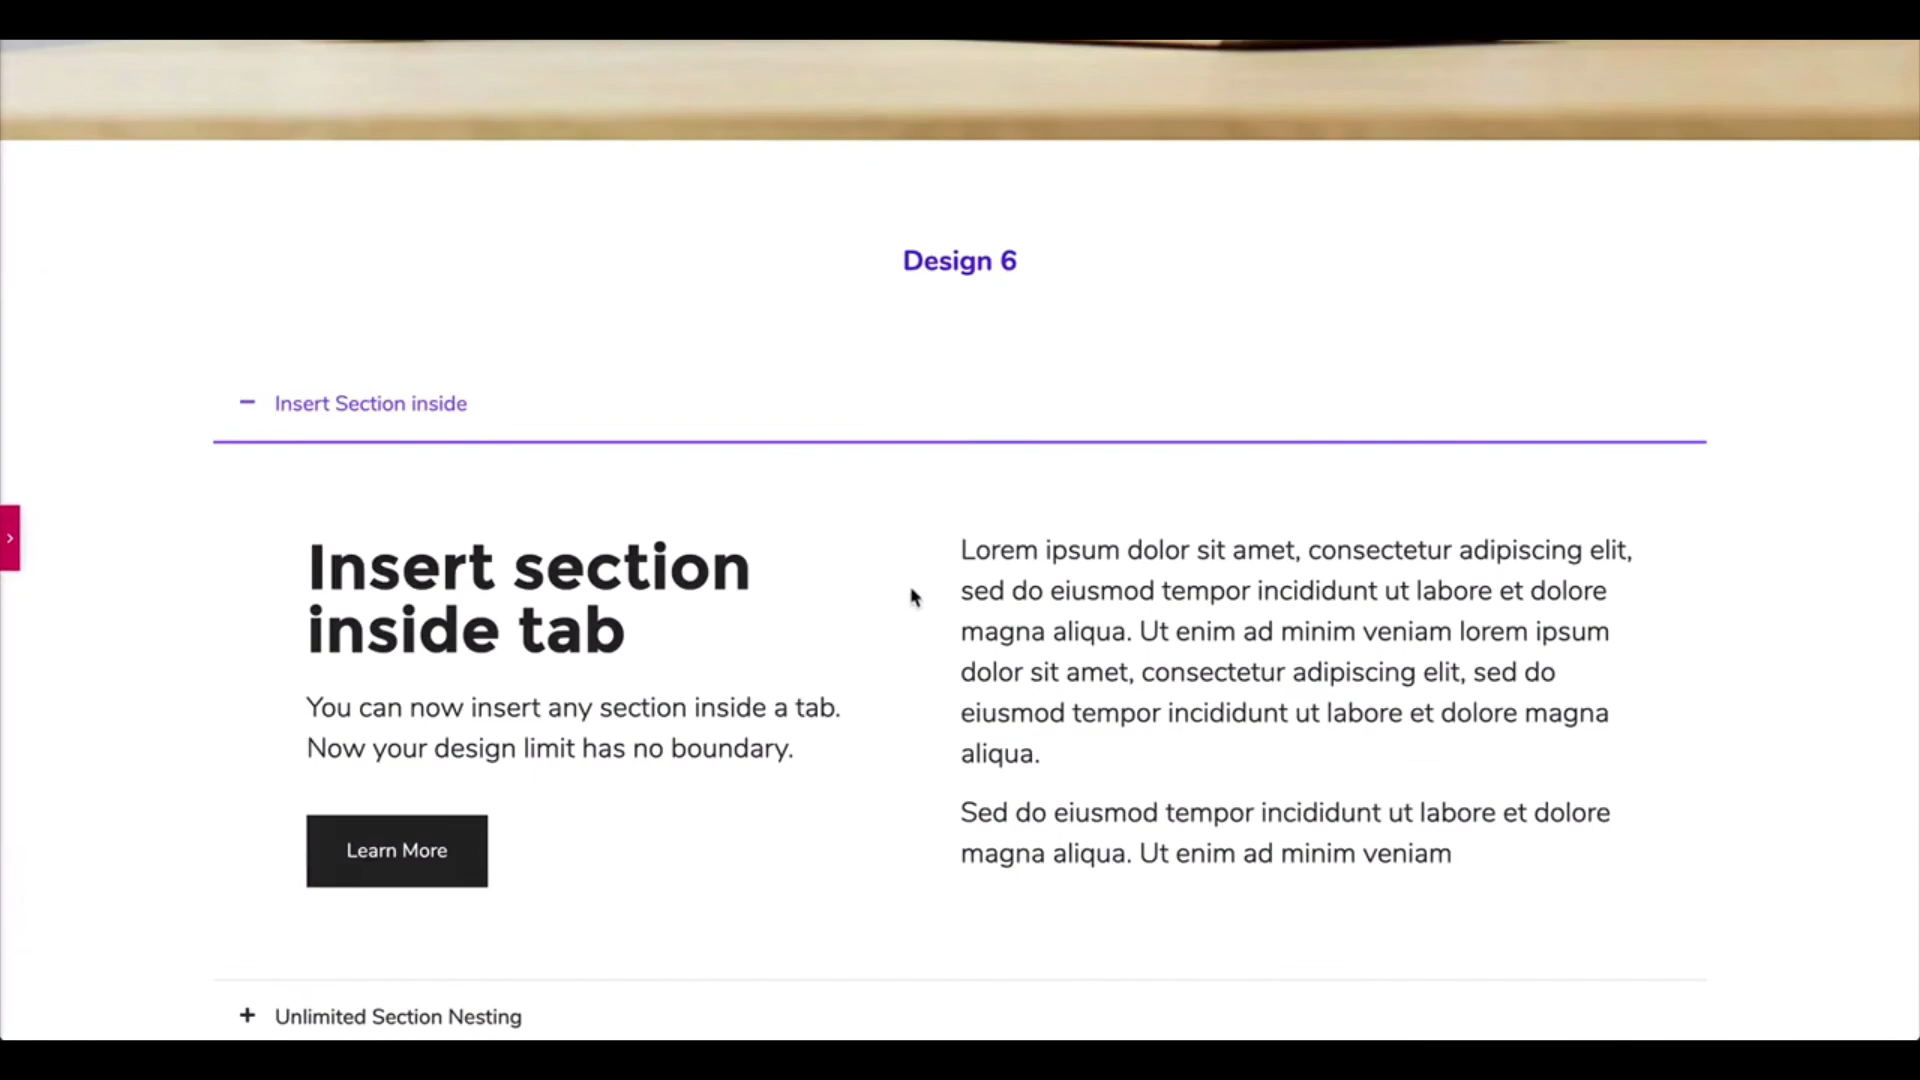 Design 6
Insert Section inside
Insert section
inside tab
You can now insert any section inside a tab.
Now your design limit has no boundary.
Learn More
Lorem ipsum dolor sit amet, consectetur adipiscing elit,
sed do eiusmod tempor incididunt ut labore et dolore
magna aliqua. Ut enim ad minim veniam lorem ipsum
dolor sit amet, consectetur adipiscing elit, sed do
eiusmod tempor incididunt ut labore et dolore magna
aliqua.
Sed do eiusmod tempor incididunt ut labore et dolore
magna aliqua. Ut enim ad minim veniam
Unlimited Section Nesting